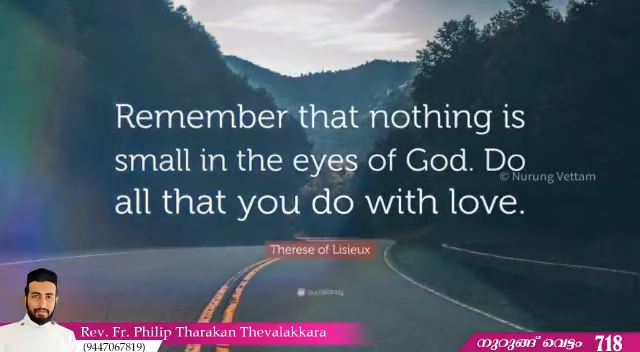 Remember that nothing is
small in the eyes of God. Do
all that you do with love.
© Nurung Vettam
Therese of Lisieux
quotefancy
Rev. Fr. Philip Tharakan Thevalakkara
(9447067819)
നുറുങ്ങ് വെട്ടം 718